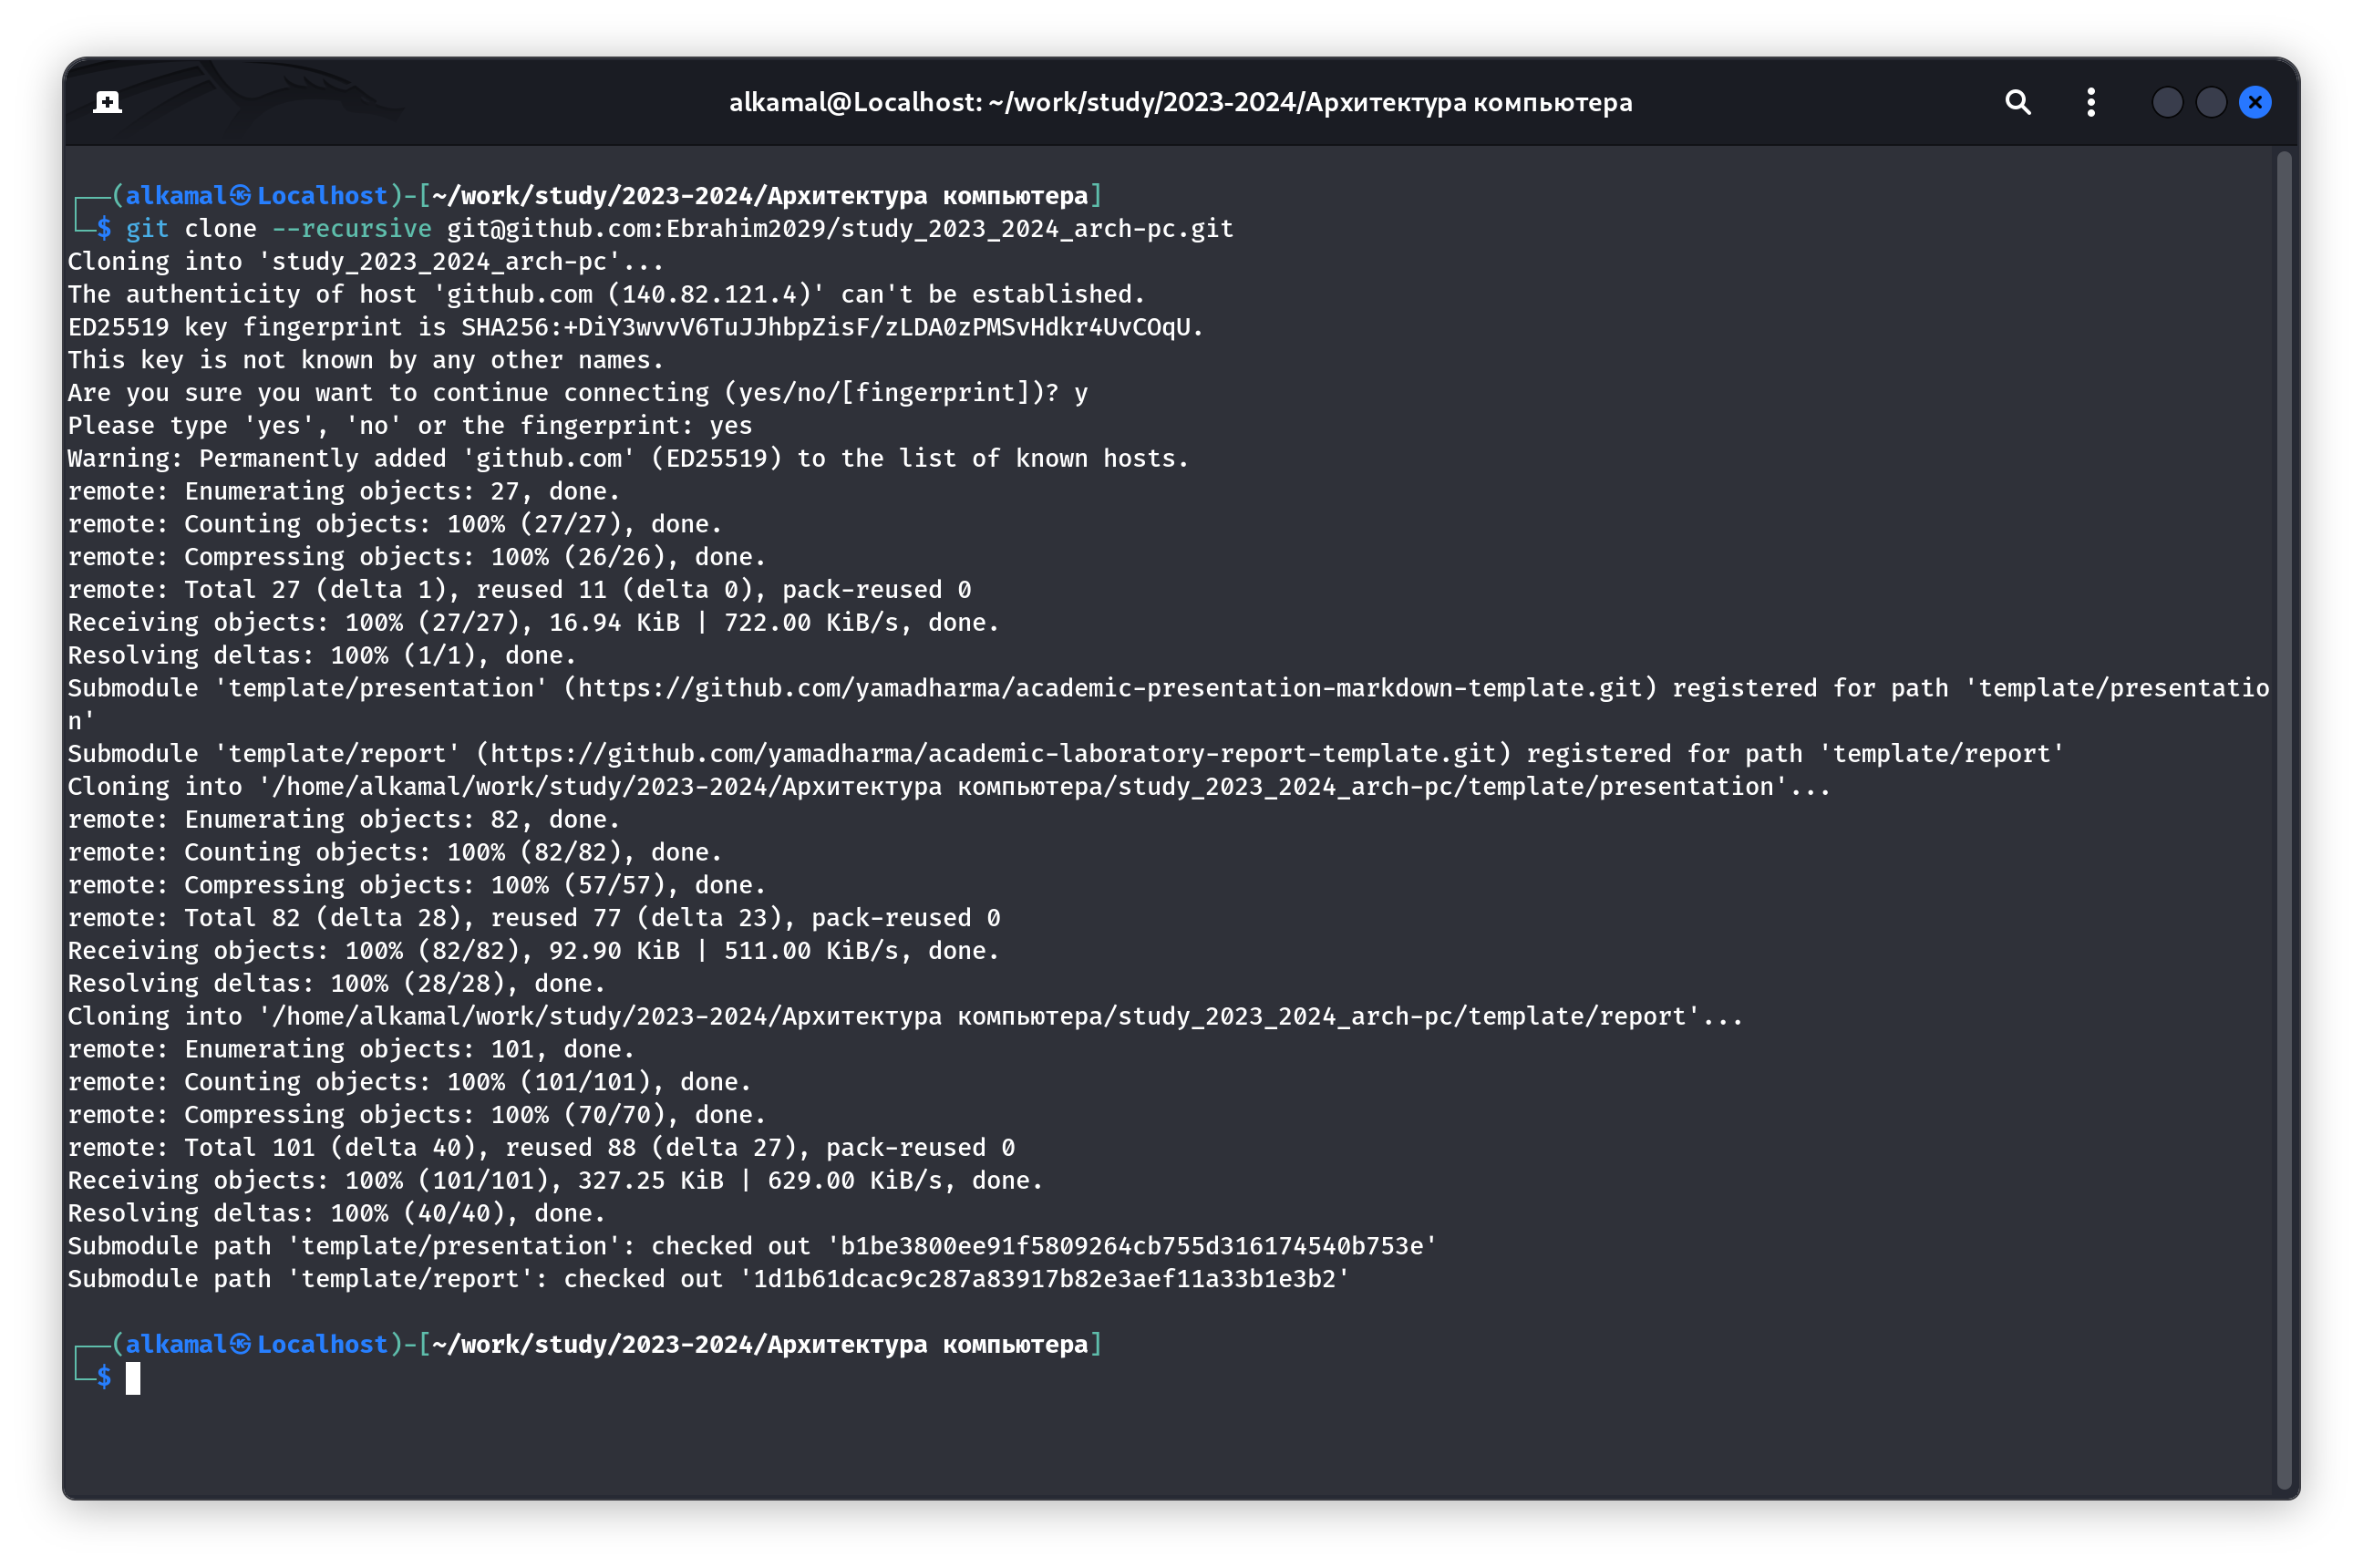 alkamal@Localhost: ~/work/study/2023-2024/Архитектура компьютера
┌──(alkamal㉿Localhost)-[~/work/study/2023-2024/Архитектура компьютера]
└─$ git clone --recursive git@github.com:Ebrahim2029/study_2023_2024_arch-pc.git
Cloning into 'study_2023_2024_arch-pc'...
The authenticity of host 'github.com (140.82.121.4)' can't be established.
ED25519 key fingerprint is SHA256:+DiY3wvvV6TuJJhbpZisF/zLDA0zPMSvHdkr4UvCOqU.
This key is not known by any other names.
Are you sure you want to continue connecting (yes/no/[fingerprint])? y
Please type 'yes', 'no' or the fingerprint: yes
Warning: Permanently added 'github.com' (ED25519) to the list of known hosts.
remote: Enumerating objects: 27, done.
remote: Counting objects: 100% (27/27), done.
remote: Compressing objects: 100% (26/26), done.
remote: Total 27 (delta 1), reused 11 (delta 0), pack-reused 0
Receiving objects: 100% (27/27), 16.94 KiB | 722.00 KiB/s, done.
Resolving deltas: 100% (1/1), done.
Submodule 'template/presentation' (https://github.com/yamadharma/academic-presentation-markdown-template.git) registered for path 'template/presentatio
n'
Submodule 'template/report' (https://github.com/yamadharma/academic-laboratory-report-template.git) registered for path 'template/report'
Cloning into '/home/alkamal/work/study/2023-2024/Архитектура компьютера/study_2023_2024_arch-pc/template/presentation'...
remote: Enumerating objects: 82, done.
remote: Counting objects: 100% (82/82), done.
remote: Compressing objects: 100% (57/57), done.
remote: Total 82 (delta 28), reused 77 (delta 23), pack-reused 0
Receiving objects: 100% (82/82), 92.90 KiB | 511.00 KiB/s, done.
Resolving deltas: 100% (28/28), done.
Cloning into '/home/alkamal/work/study/2023-2024/Архитектура компьютера/study_2023_2024_arch-pc/template/report'...
remote: Enumerating objects: 101, done.
remote: Counting objects: 100% (101/101), done.
remote: Compressing objects: 100% (70/70), done.
remote: Total 101 (delta 40), reused 88 (delta 27), pack-reused 0
Receiving objects: 100% (101/101), 327.25 KiB | 629.00 KiB/s, done.
Resolving deltas: 100% (40/40), done.
Submodule path 'template/presentation': checked out 'b1be3800ee91f5809264cb755d316174540b753e'
Submodule path 'template/report': checked out '1d1b61dcac9c287a83917b82e3aef11a33b1e3b2'
┌──(alkamal㉿Localhost)-[~/work/study/2023-2024/Архитектура компьютера]
└─$